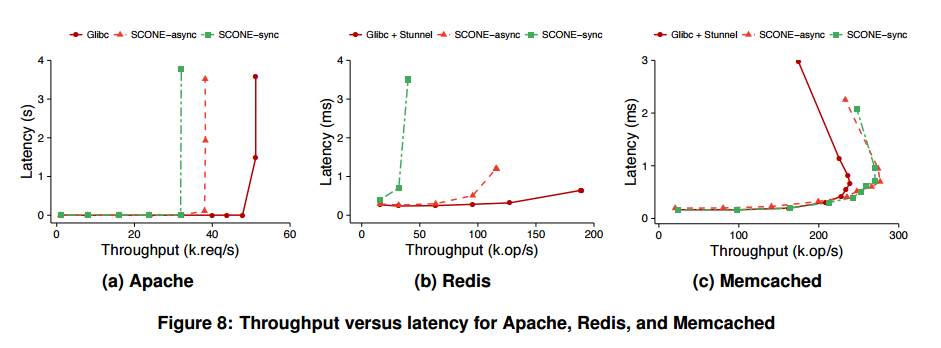 Glibc SCONE-async SCONE-sync
Latency (s)
4
3
2
1
0
0 20 40 60
Throughput (k.req/s)
(a) Apache
Glibc + Stunnel SCONE-async SCONE-sync
Latency (ms)
4
3
2
1
0
0 50 100 150 200
Throughput (k.op/s)
(b) Redis
Glibc + Stunnel SCONE-async SCONE-sync
Latency (ms)
3
2
1
0
0 100 200 300
Throughput (k.op/s)
(c) Memcached
Figure 8: Throughput versus latency for Apache, Redis, and Memcached